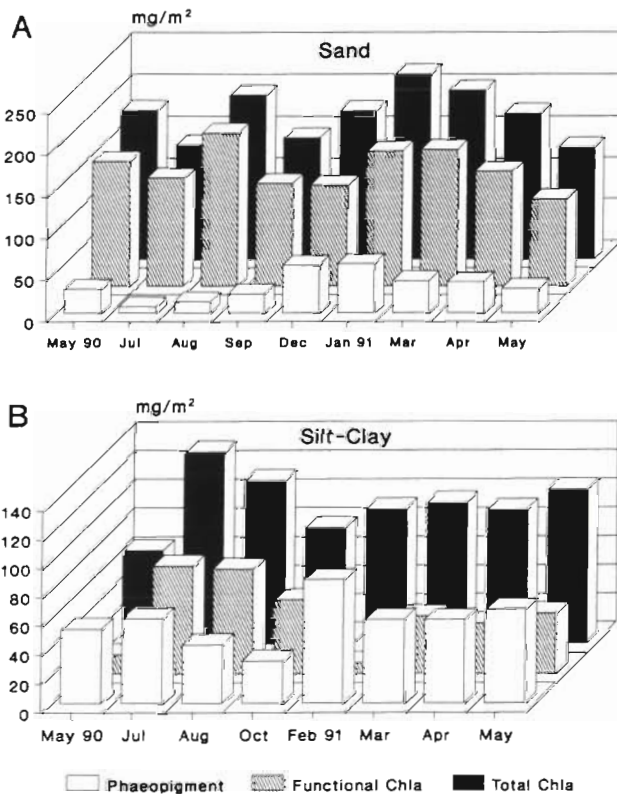 A
mg/m²
Sand
250
200
150
100
50
0
May 90 Jul Aug Sep Dec Jan 91 Mar Apr May
B
mg/m²
Silt-Clay
140
120
100
80
60
40
20
0
May 90 Jul Aug Oct Feb 91 Mar Apr May
Phaeopigment Functional Chla Total Chla